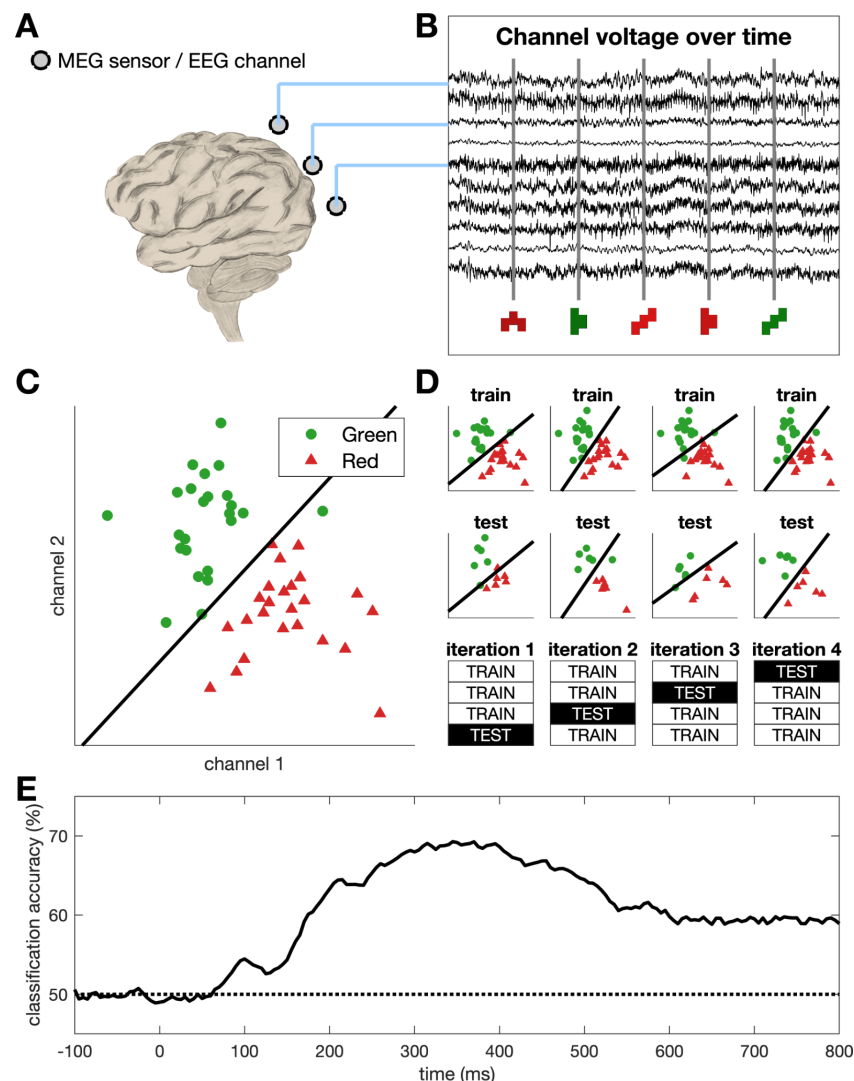 A
MEG sensor / EEG channel
B
Channel voltage over time
C
Green
Red
channel 2
channel 1
D
train train train train
test test test test
iteration 1 iteration 2 iteration 3 iteration 4
TRAIN TRAIN TRAIN TEST
TRAIN TRAIN TEST TRAIN
TRAIN TEST TRAIN TRAIN
TEST TRAIN TRAIN TRAIN
E
classification accuracy (%)
70
60
50
-100 0 100 200 300 400 500 600 700 800
time (ms)